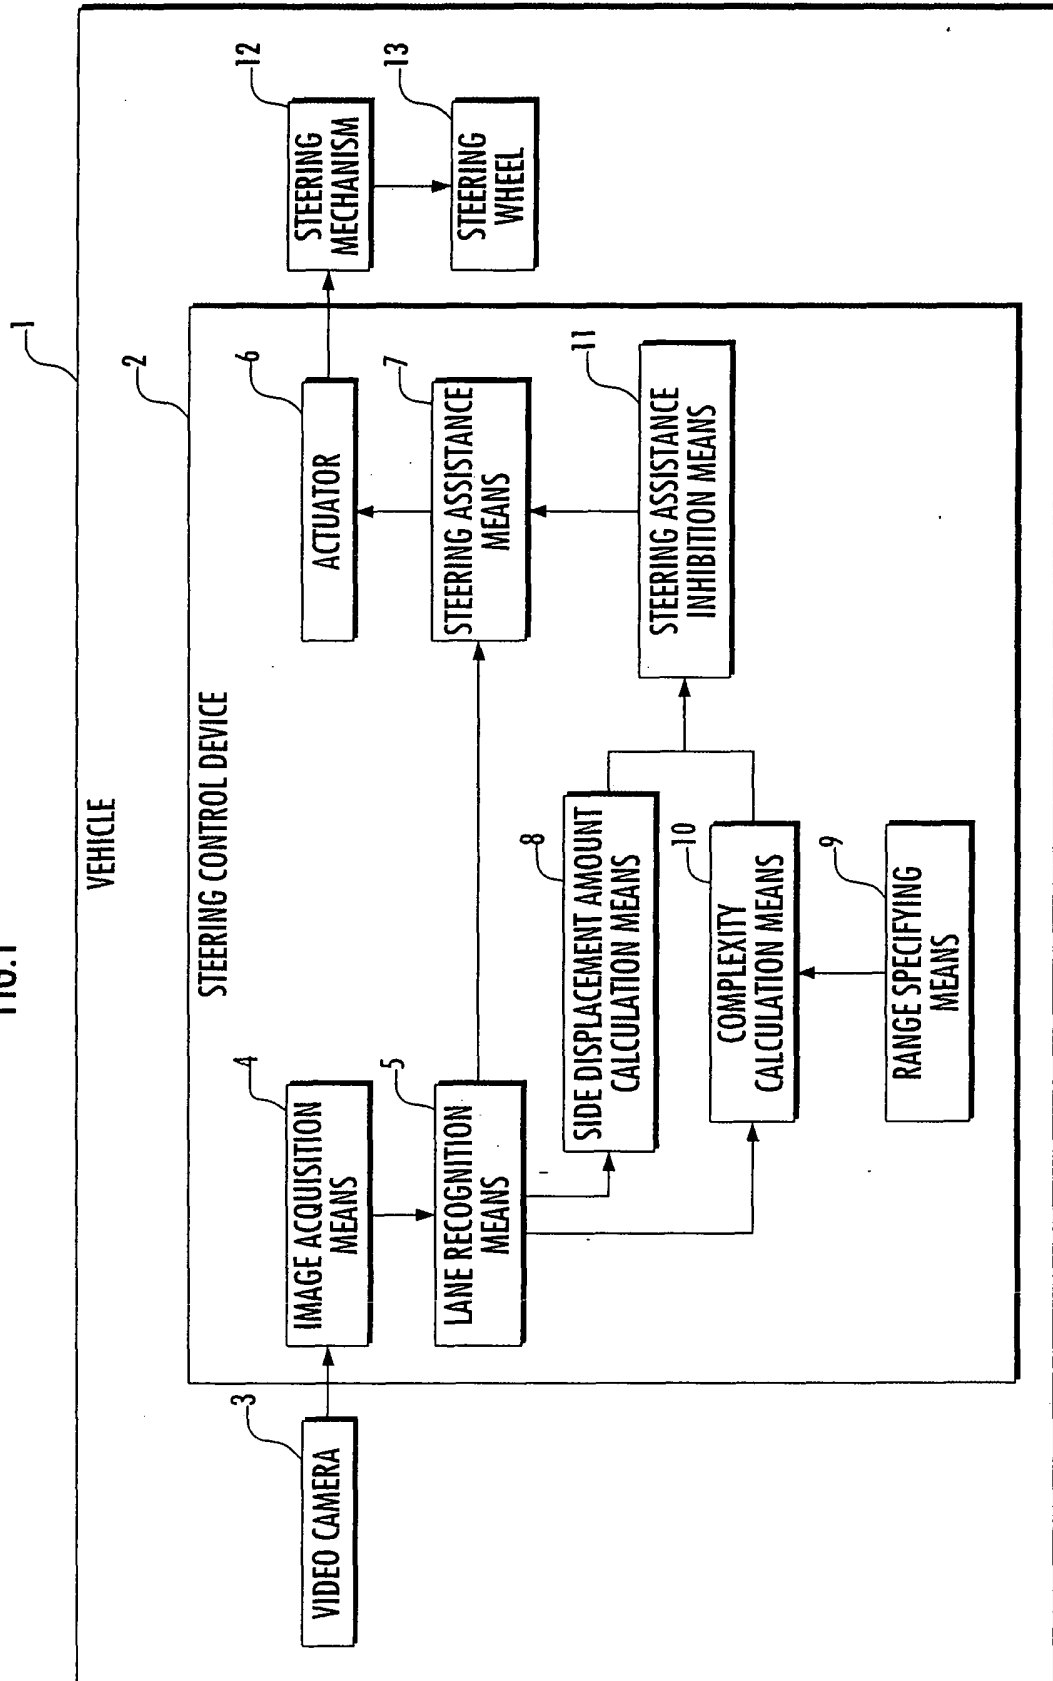 FIG.1
VEHICLE
1
STEERING CONTROL DEVICE
2
VIDEO CAMERA
3
IMAGE ACQUISITION
MEANS
4
LANE RECOGNITION
MEANS
5
ACTUATOR
6
STEERING ASSISTANCE
MEANS
7
STEERING
MECHANISM
12
STEERING
WHEEL
13
SIDE DISPLACEMENT AMOUNT
CALCULATION MEANS
8
COMPLEXITY
CALCULATION MEANS
10
RANGE SPECIFYING
MEANS
9
STEERING ASSISTANCE
INHIBITION MEANS
11